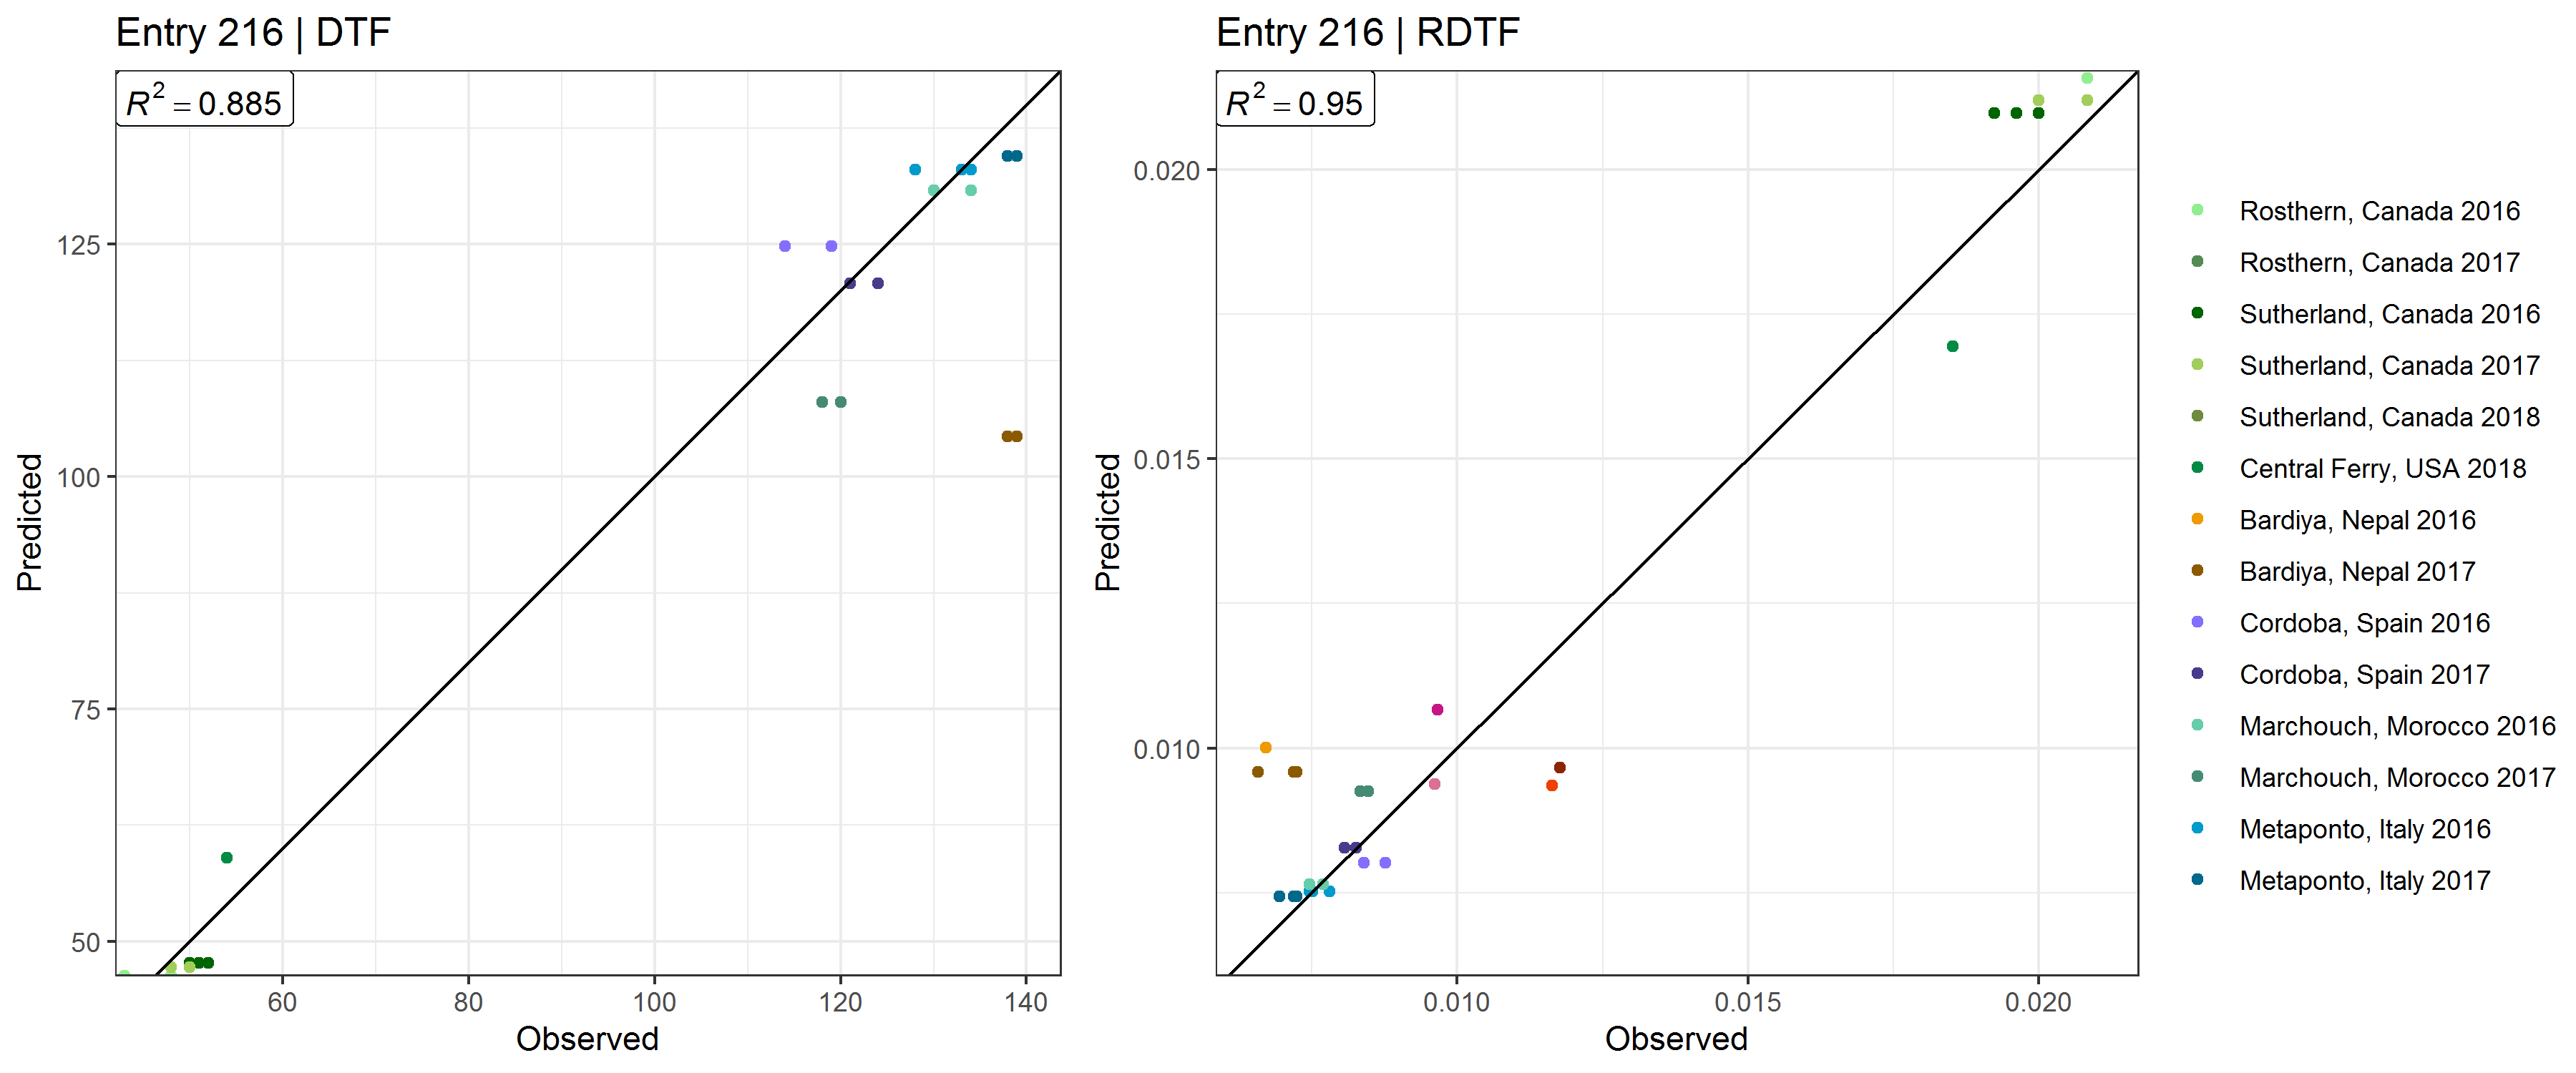 Entry 216 | DTF
R² = 0.885
125
100
75
50
60 80 100 120 140
Observed
Predicted
Entry 216 | RDTF
R² = 0.95
0.020
0.015
0.010
0.010 0.015 0.020
Observed
Predicted
Rosthern, Canada 2016
Rosthern, Canada 2017
Sutherland, Canada 2016
Sutherland, Canada 2017
Sutherland, Canada 2018
Central Ferry, USA 2018
Bardiya, Nepal 2016
Bardiya, Nepal 2017
Cordoba, Spain 2016
Cordoba, Spain 2017
Marchouch, Morocco 2016
Marchouch, Morocco 2017
Metaponto, Italy 2016
Metaponto, Italy 2017